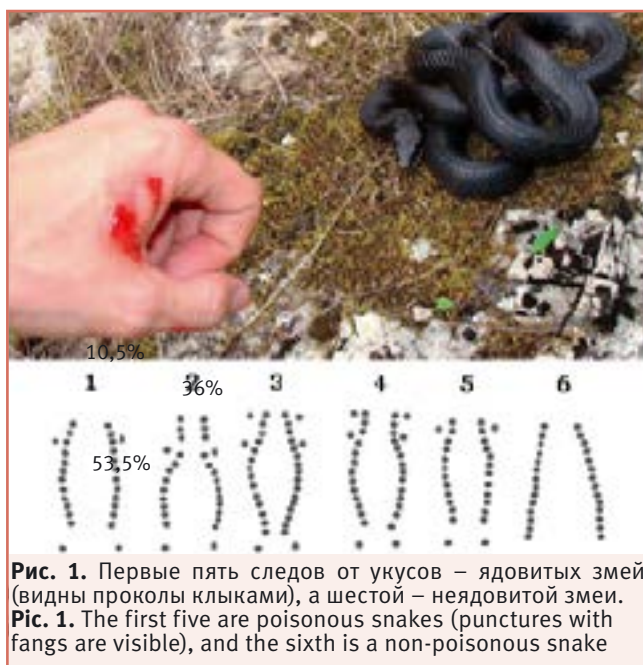 10,5%
1 2 3 4 5 6
36%
53,5%
Рис. 1. Первые пять следов от укусов – ядовитых змей
(видны проколы клыками), а шестой – неядовитой змеи.
Pic. 1. The first five are poisonous snakes (punctures with
fangs are visible), and the sixth is a non-poisonous snake